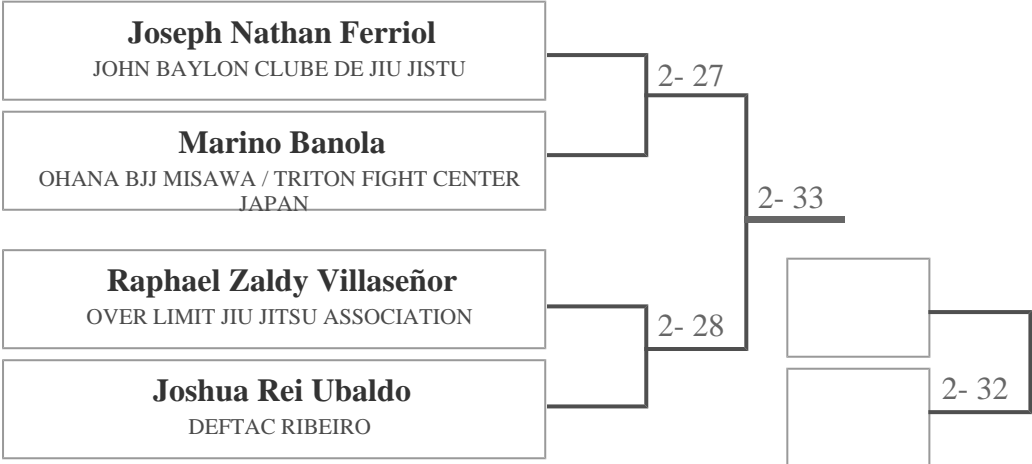 Joseph Nathan Ferriol
JOHN BAYLON CLUBE DE JIU JISTU
2- 27
Marino Banola
OHANA BJJ MISAWA / TRITON FIGHT CENTER
JAPAN
2- 33
Raphael Zaldy Villaseñor
OVER LIMIT JIU JITSU ASSOCIATION
2- 28
Joshua Rei Ubaldo
DEFTAC RIBEIRO
2- 32